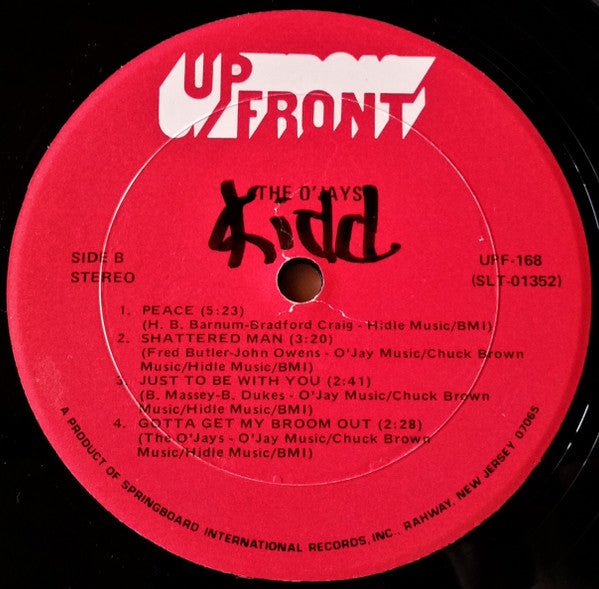 UP
FRONT
THE O'JAYS
Kidd
SIDE B
STEREO
UPF-168
(SLT-01352)
1. PEACE (5:23)
(H. B. Barnum-Bradford Craig - Hidle Music/BMI)
2. SHATTERED MAN (3:20)
(Fred Butler-John Owens - O'Jay Music/Chuck Brown
Music/Hidle Music/BMI)
3. JUST TO BE WITH YOU (2:41)
(B. Massey-B. Dukes - O'Jay Music/Chuck Brown
Music/Hidle Music/BMI)
4. GOTTA GET MY BROOM OUT (2:28)
(The O'Jays - O'Jay Music/Chuck Brown
Music/Hidle Music/BMI)
A PRODUCT OF SPRINGBOARD INTERNATIONAL RECORDS, INC., RAHWAY, NEW JERSEY, 07065